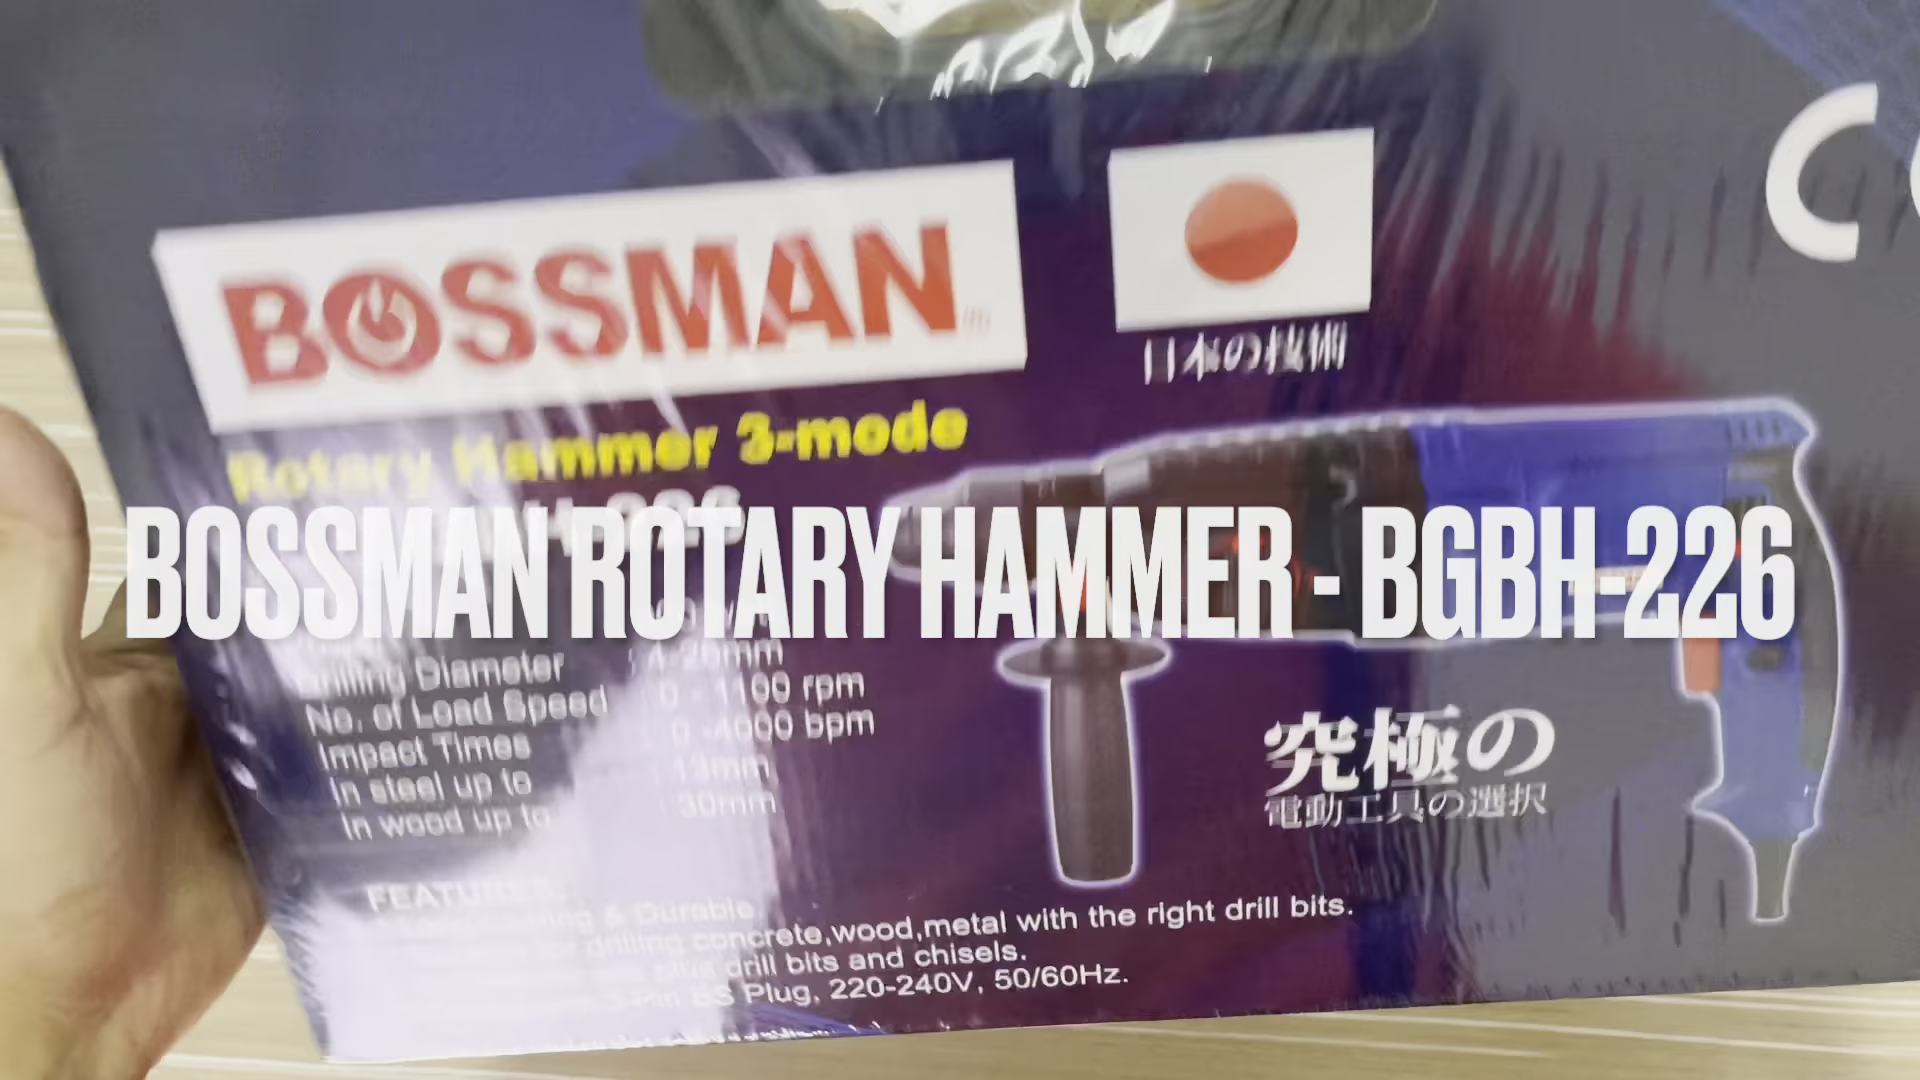 BOSSMAN
日本の技術
C
Rotary Hammer 3-mode
BOSSMAN ROTARY HAMMER - BGBH-226
Drilling Diameter 4-26mm
No. of Load Speed 0 - 1100 rpm
Impact Times 0 -4000 bpm
In steel up to : 13mm
In wood up to 30mm
究極の
電動工具の選択
FEATURES
& Durable.
drilling concrete,wood,metal with the right drill bits.
drill bits and chisels.
BS Plug, 220-240V, 50/60Hz.